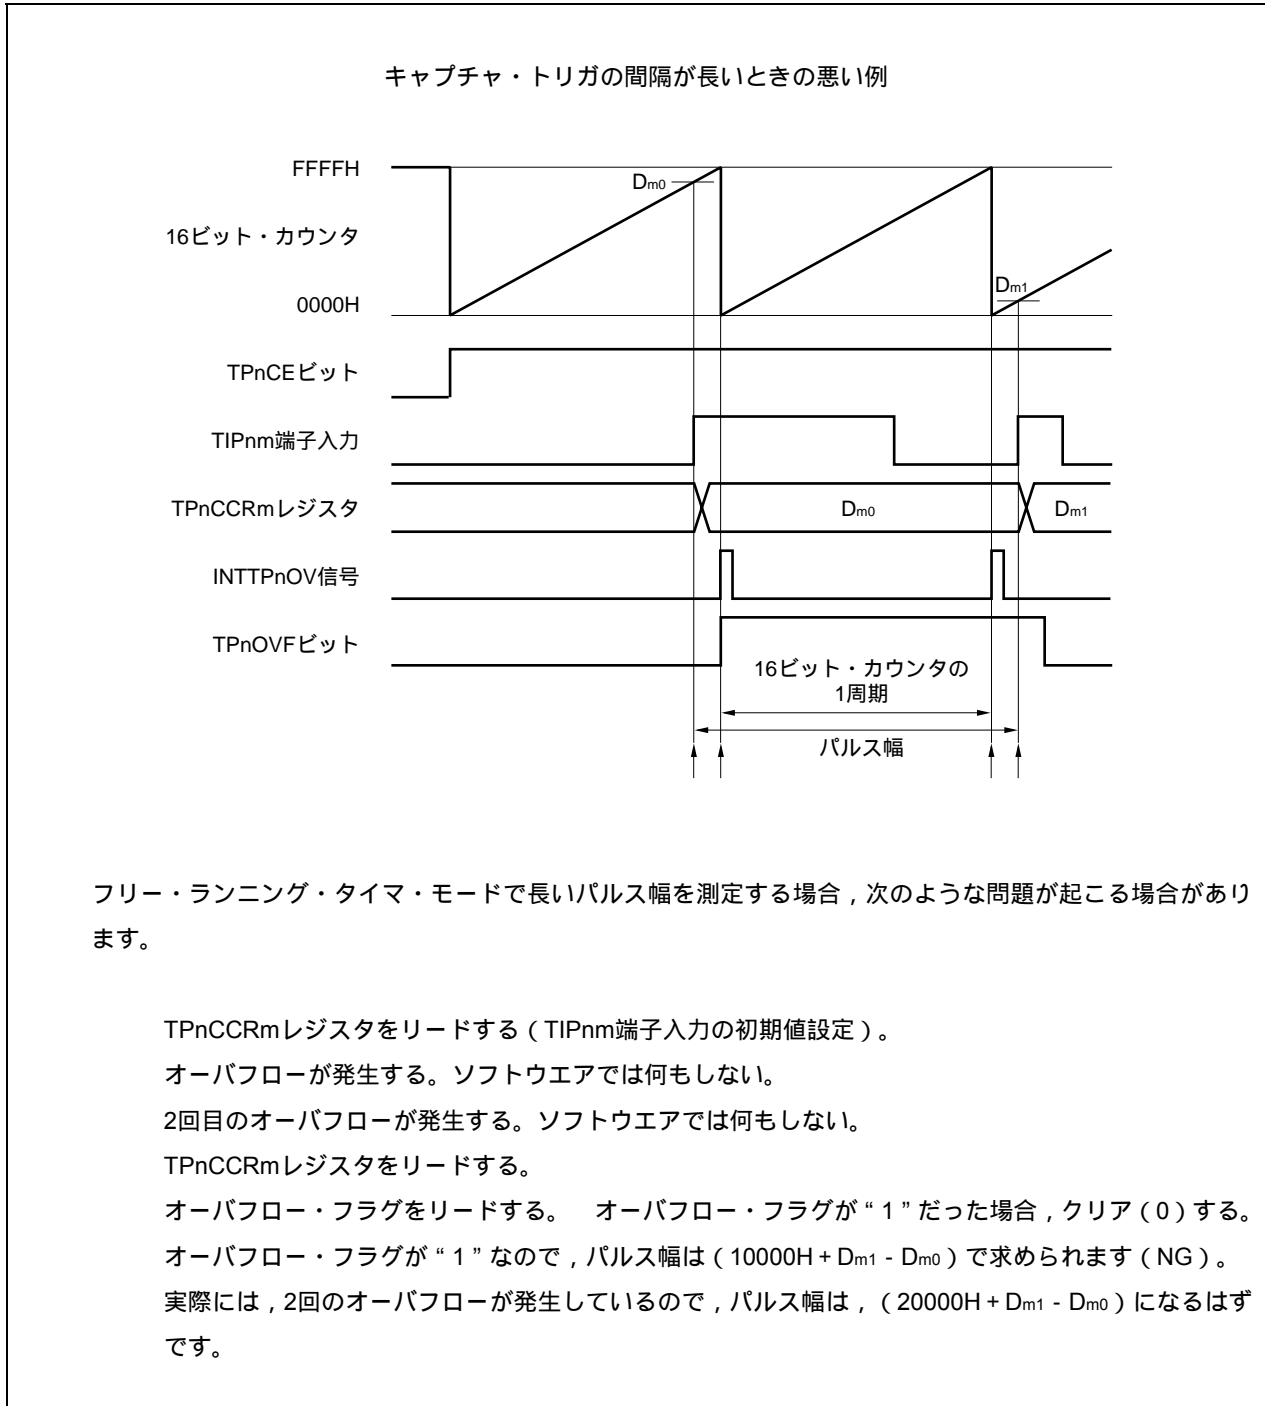 キャプチャ・トリガの間隔が長いときの悪い例
FFFFH
Dm0
16ビット・カウンタ
Dm1
0000H
TPnCEビット
TIPnm端子入力
TPnCCRmレジスタ
Dm0
Dm1
INTTPnOV信号
TPnOVFビット
16ビット・カウンタの
1周期
パルス幅
フリー・ランニング・タイマ・モードで長いパルス幅を測定する場合，次のような問題が起こる場合があり
ます。
TPnCCRmレジスタをリードする（TIPnm端子入力の初期値設定）。
オーバフローが発生する。ソフトウエアでは何もしない。
2回目のオーバフローが発生する。ソフトウエアでは何もしない。
TPnCCRmレジスタをリードする。
オーバフロー・フラグをリードする。　オーバフロー・フラグが“1”だった場合，クリア（0）する。
オーバフロー・フラグが“1”なので，パルス幅は（10000H + Dm1 - Dm0）で求められます（NG）。
実際には，2回のオーバフローが発生しているので，パルス幅は，（20000H + Dm1 - Dm0）になるはず
です。